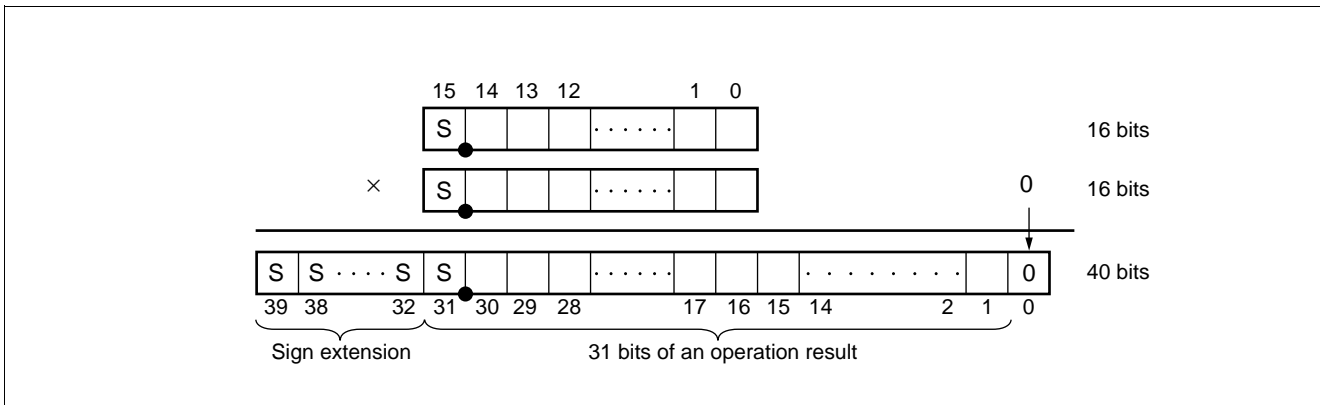 15 14 13 12 1 0
S · · · · · · 16 bits
× S · · · · · · 0 16 bits
S S · · · · S S · · · · · · · · · · · · · · 0 40 bits
39 38 32 31 30 29 28 17 16 15 14 2 1 0
Sign extension 31 bits of an operation result